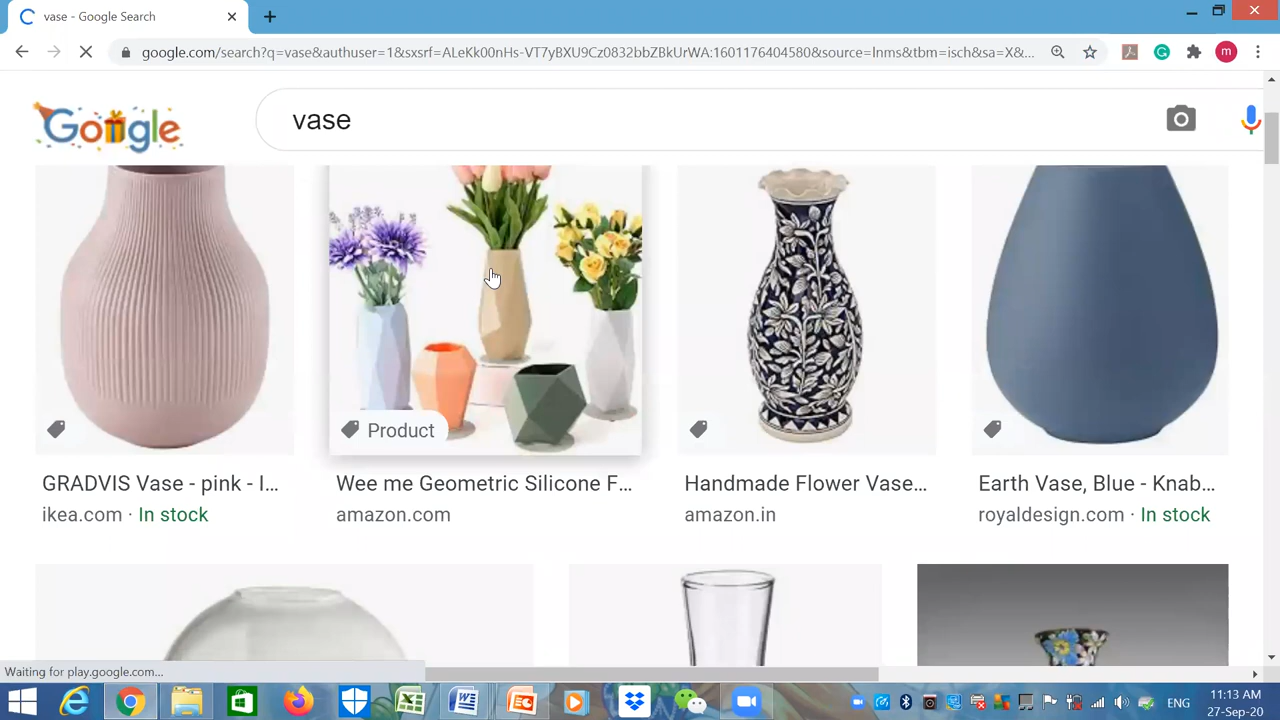 vase - Google Search
google.com/search?q=vase&authuser=1&sxsrf=ALeKk00nHs-VT7yBXU9Cz0832bbZBkUrWA:1601176404580&source=lnms&tbm=isch&sa=X&...
m
Google
vase
Product
GRADVIS Vase - pink - I...
Wee me Geometric Silicone F...
Handmade Flower Vase...
Earth Vase, Blue - Knab...
ikea.com · In stock
amazon.com
amazon.in
royaldesign.com · In stock
Waiting for play.google.com...
11:13 AM
ENG
27-Sep-20